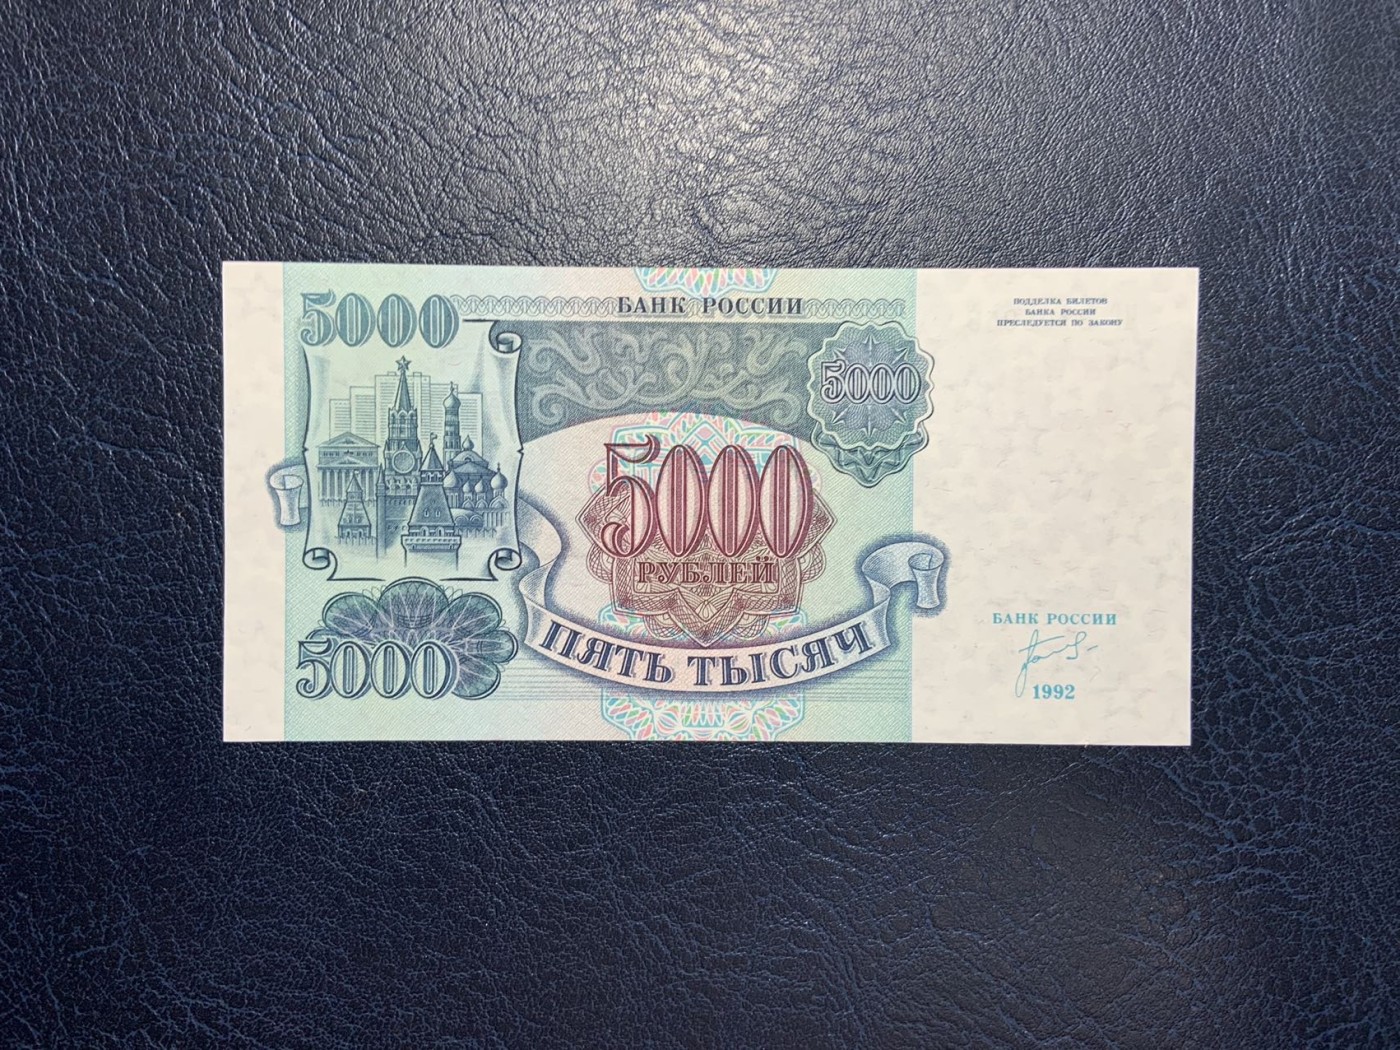 5000
БАНК РОССИИ
ПОДДЕЛКА БИЛЕТОВ
БАНКА РОССИИ
ПРЕСЛЕДУЕТСЯ ПО ЗАКОНУ
5000
5000
РУБЛЕЙ
ПЯТЬ ТЫСЯЧ
5000
БАНК РОССИИ
1992